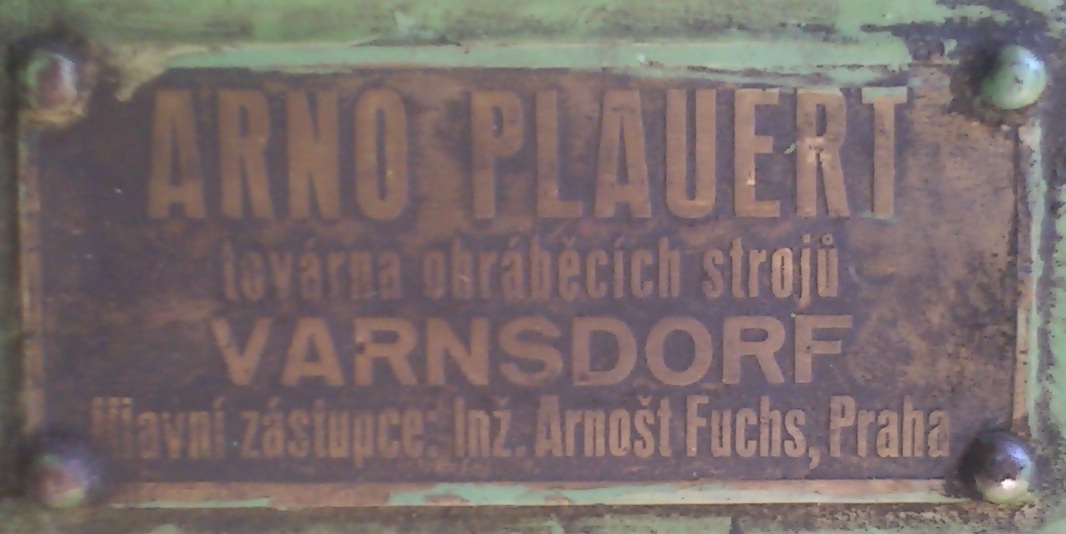 ARNO PLAUERT
továrna obráběcích strojů
VARNSDORF
Hlavní zástupce: Inž. Arnošt Fuchs, Praha